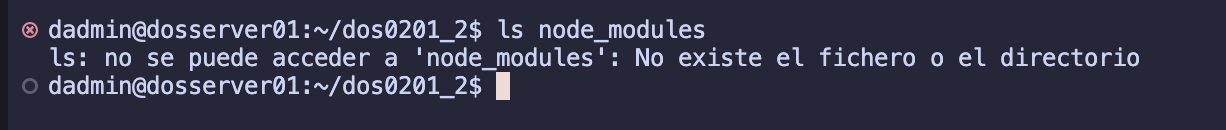 dadmin@dosserver01:~/dos0201_2$ ls node_modules
ls: no se puede acceder a 'node_modules': No existe el fichero o el directorio
dadmin@dosserver01:~/dos0201_2$